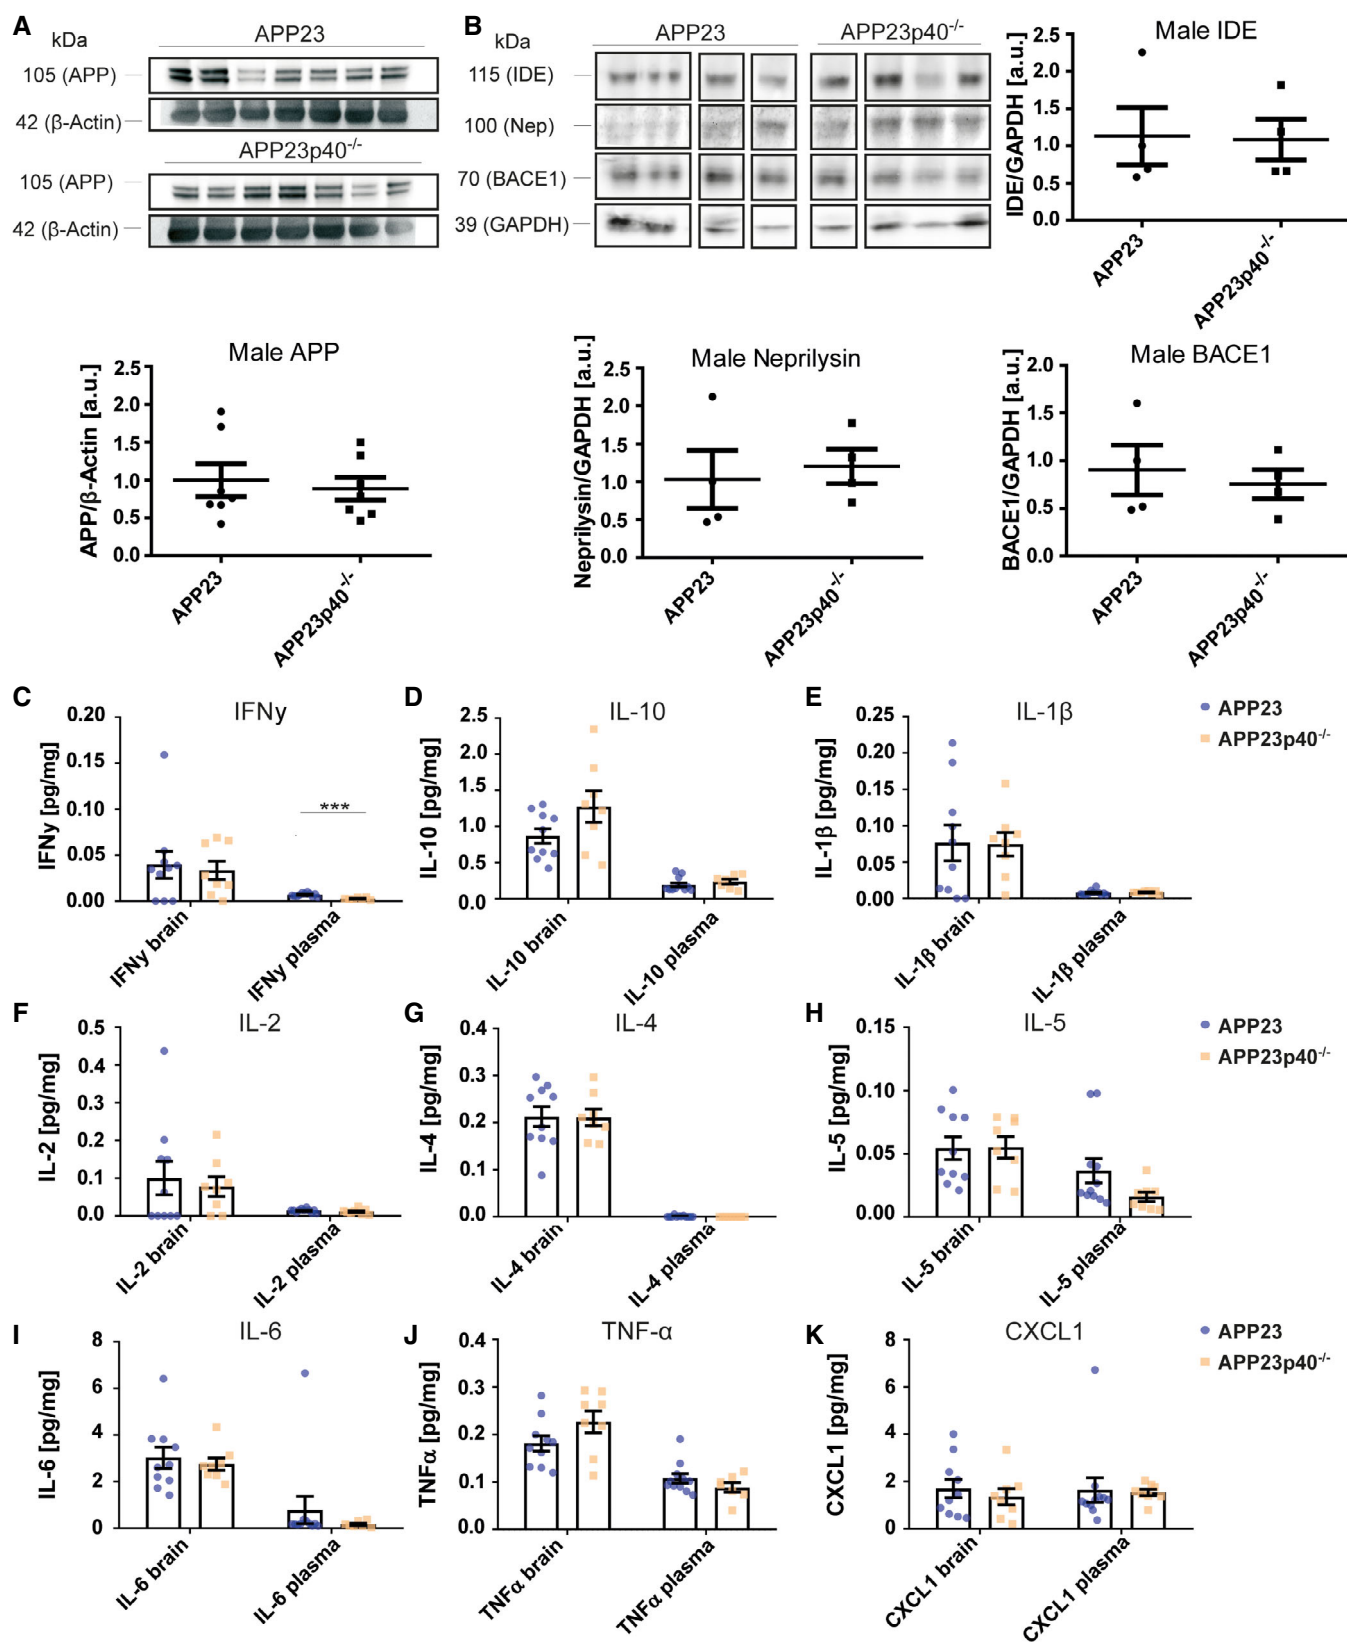 A
kDa
APP23
105 (APP)
42 (β-Actin)
APP23p40-/-
105 (APP)
42 (β-Actin)
B
kDa
APP23
APP23p40-/-
115 (IDE)
100 (Nep)
70 (BACE1)
39 (GAPDH)
Male IDE
IDE/GAPDH [a.u.]
2.5
2.0
1.5
1.0
0.5
0.0
APP23
APP23p40-/-
Male APP
APP/β-Actin [a.u.]
2.5
2.0
1.5
1.0
0.5
0.0
APP23
APP23p40-/-
Male Neprilysin
Neprilysin/GAPDH [a.u.]
2.5
2.0
1.5
1.0
0.5
0.0
APP23
APP23p40-/-
Male BACE1
BACE1/GAPDH [a.u.]
2.0
1.5
1.0
0.5
0.0
APP23
APP23p40-/-
C
IFNy
IFNy [pg/mg]
0.20
0.15
0.10
0.05
0.00
***
IFNy brain
IFNy plasma
D
IL-10
IL-10 [pg/mg]
2.5
2.0
1.5
1.0
0.5
0.0
IL-10 brain
IL-10 plasma
E
IL-1β
IL-1β [pg/mg]
0.25
0.20
0.15
0.10
0.05
0.00
IL-1β brain
IL-1β plasma
APP23
APP23p40-/-
F
IL-2
IL-2 [pg/mg]
0.5
0.4
0.3
0.2
0.1
0.0
IL-2 brain
IL-2 plasma
G
IL-4
IL-4 [pg/mg]
0.4
0.3
0.2
0.1
0.0
IL-4 brain
IL-4 plasma
H
IL-5
IL-5 [pg/mg]
0.15
0.10
0.05
0.00
IL-5 brain
IL-5 plasma
APP23
APP23p40-/-
I
IL-6
IL-6 [pg/mg]
8
6
4
2
0
IL-6 brain
IL-6 plasma
J
TNF-α
TNFα [pg/mg]
0.4
0.3
0.2
0.1
0.0
TNFα brain
TNFα plasma
K
CXCL1
CXCL1 [pg/mg]
8
6
4
2
0
CXCL1 brain
CXCL1 plasma
APP23
APP23p40-/-